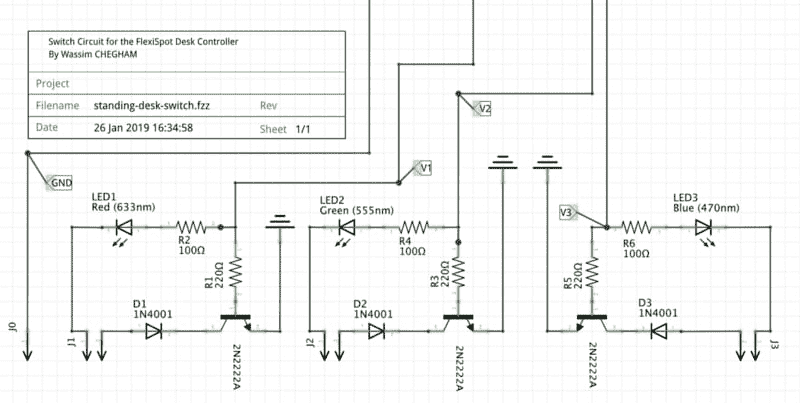 Switch Circuit for the FlexiSpot Desk Controller
By Wassim CHEGHAM
Project
Filename standing-desk-switch.fzz Rev
Date 26 Jan 2019 16:34:58 Sheet 1/1
V2
GND
V1
LED1
Red (633nm)
R2
100Ω
R1
220Ω
D1
1N4001
2N2222A
J0
J1
LED2
Green (555nm)
R4
100Ω
R3
220Ω
D2
1N4001
2N2222A
J2
V3
LED3
Blue (470nm)
R6
100Ω
R5
220Ω
D3
1N4001
2N2222A
J3